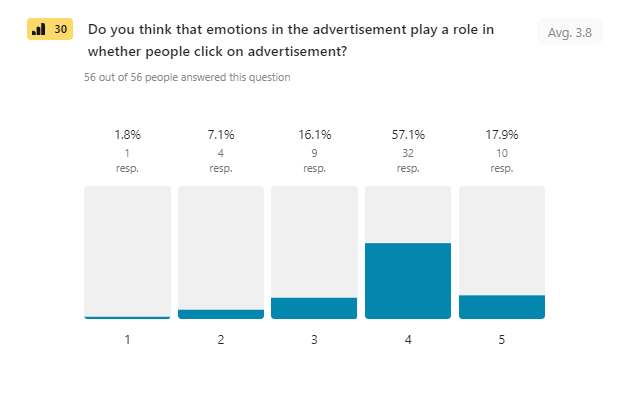 30
Do you think that emotions in the advertisement play a role in
whether people click on advertisement?
Avg. 3.8
56 out of 56 people answered this question
1.8% 7.1% 16.1% 57.1% 17.9%
1 4 9 32 10
resp. resp. resp. resp. resp.
1 2 3 4 5